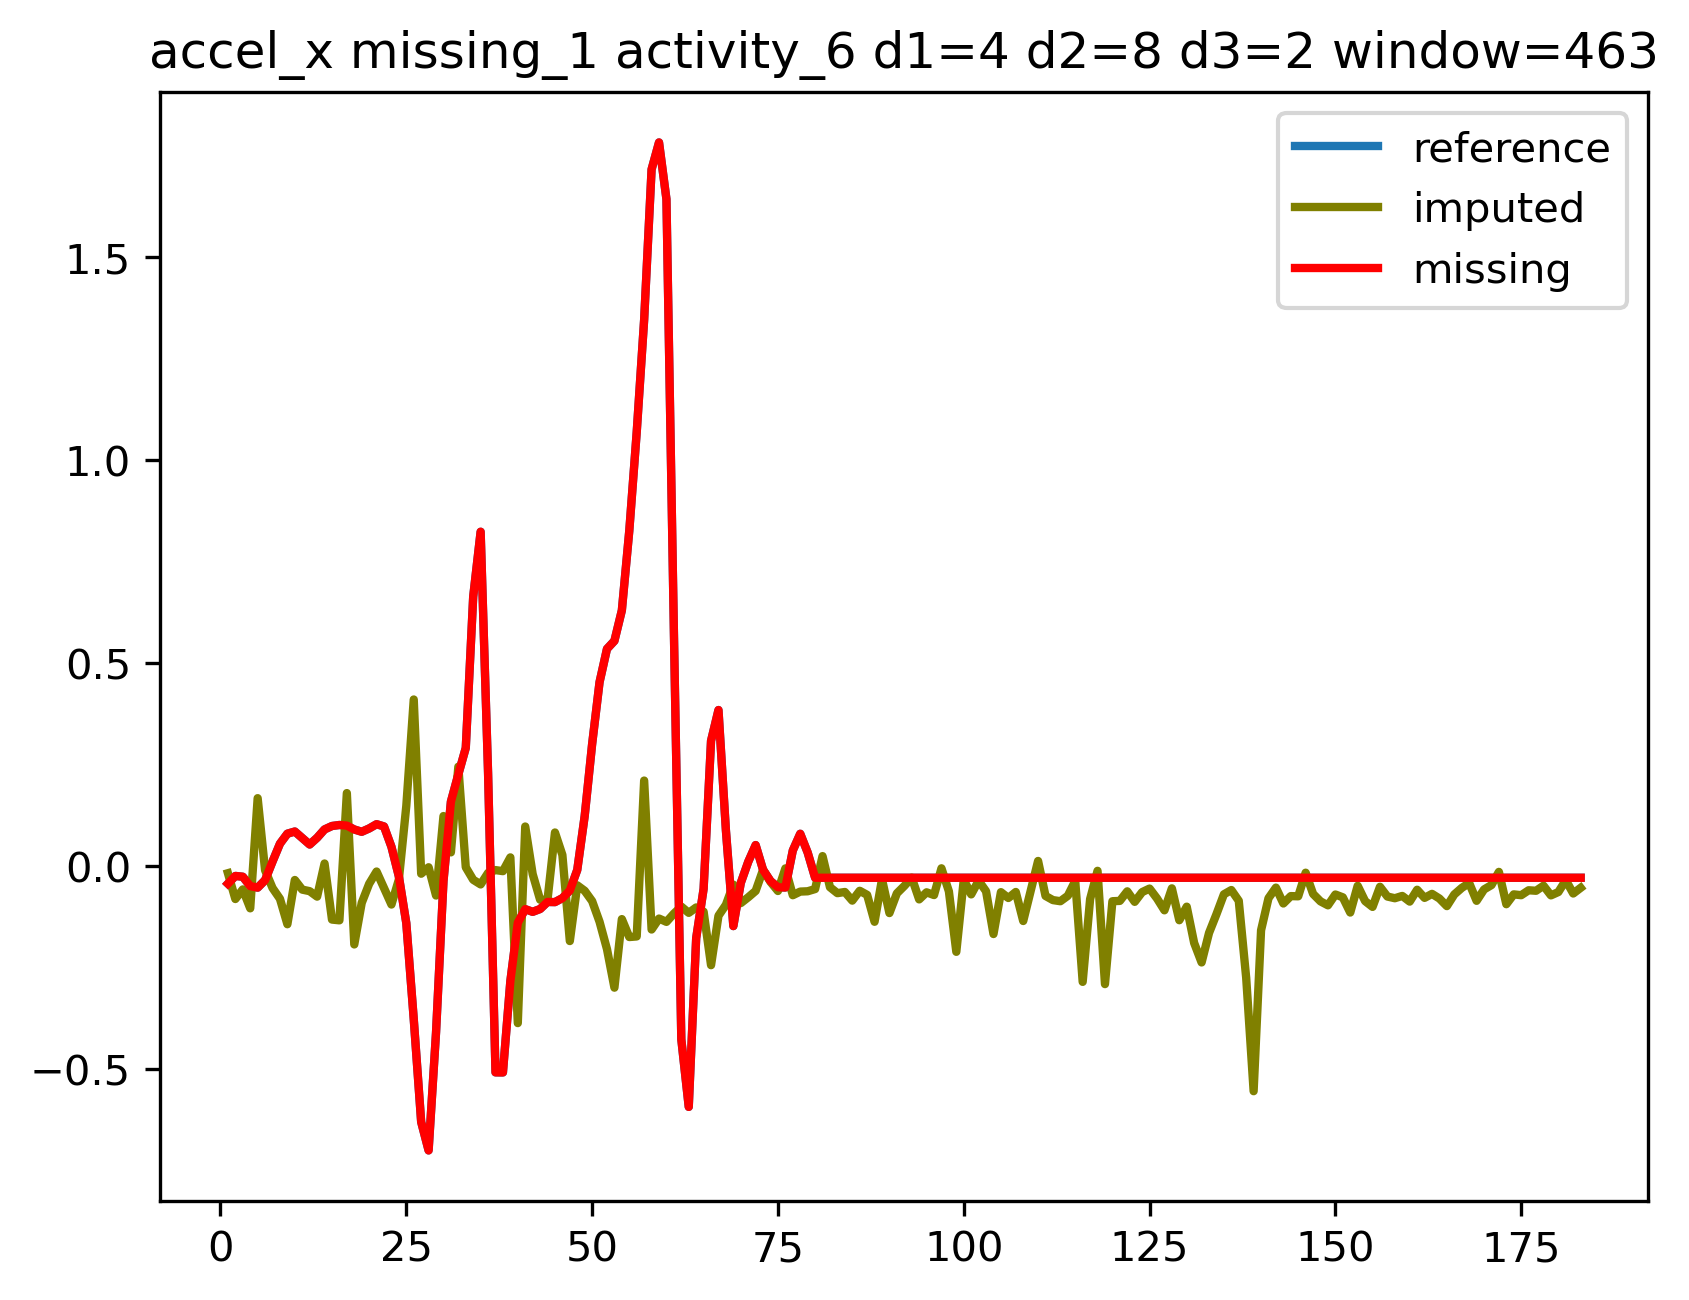 accel_x missing_1 activity_6 d1=4 d2=8 d3=2 window=463
reference
imputed
missing
1.5
1.0
0.5
0.0
−0.5
0 25 50 75 100 125 150 175